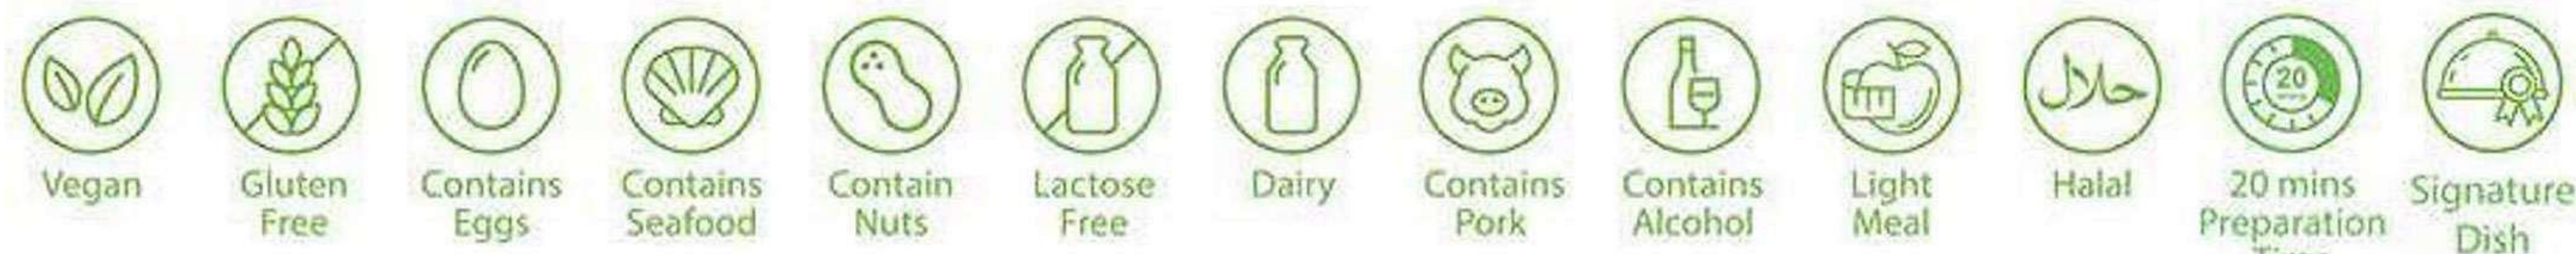 حلال
20
Vegan
Gluten
Free
Contains
Eggs
Contains
Seafood
Contain
Nuts
Lactose
Free
Dairy
Contains
Pork
Contains
Alcohol
Light
Meal
Halal
20 mins
Preparation
Signature
Dish